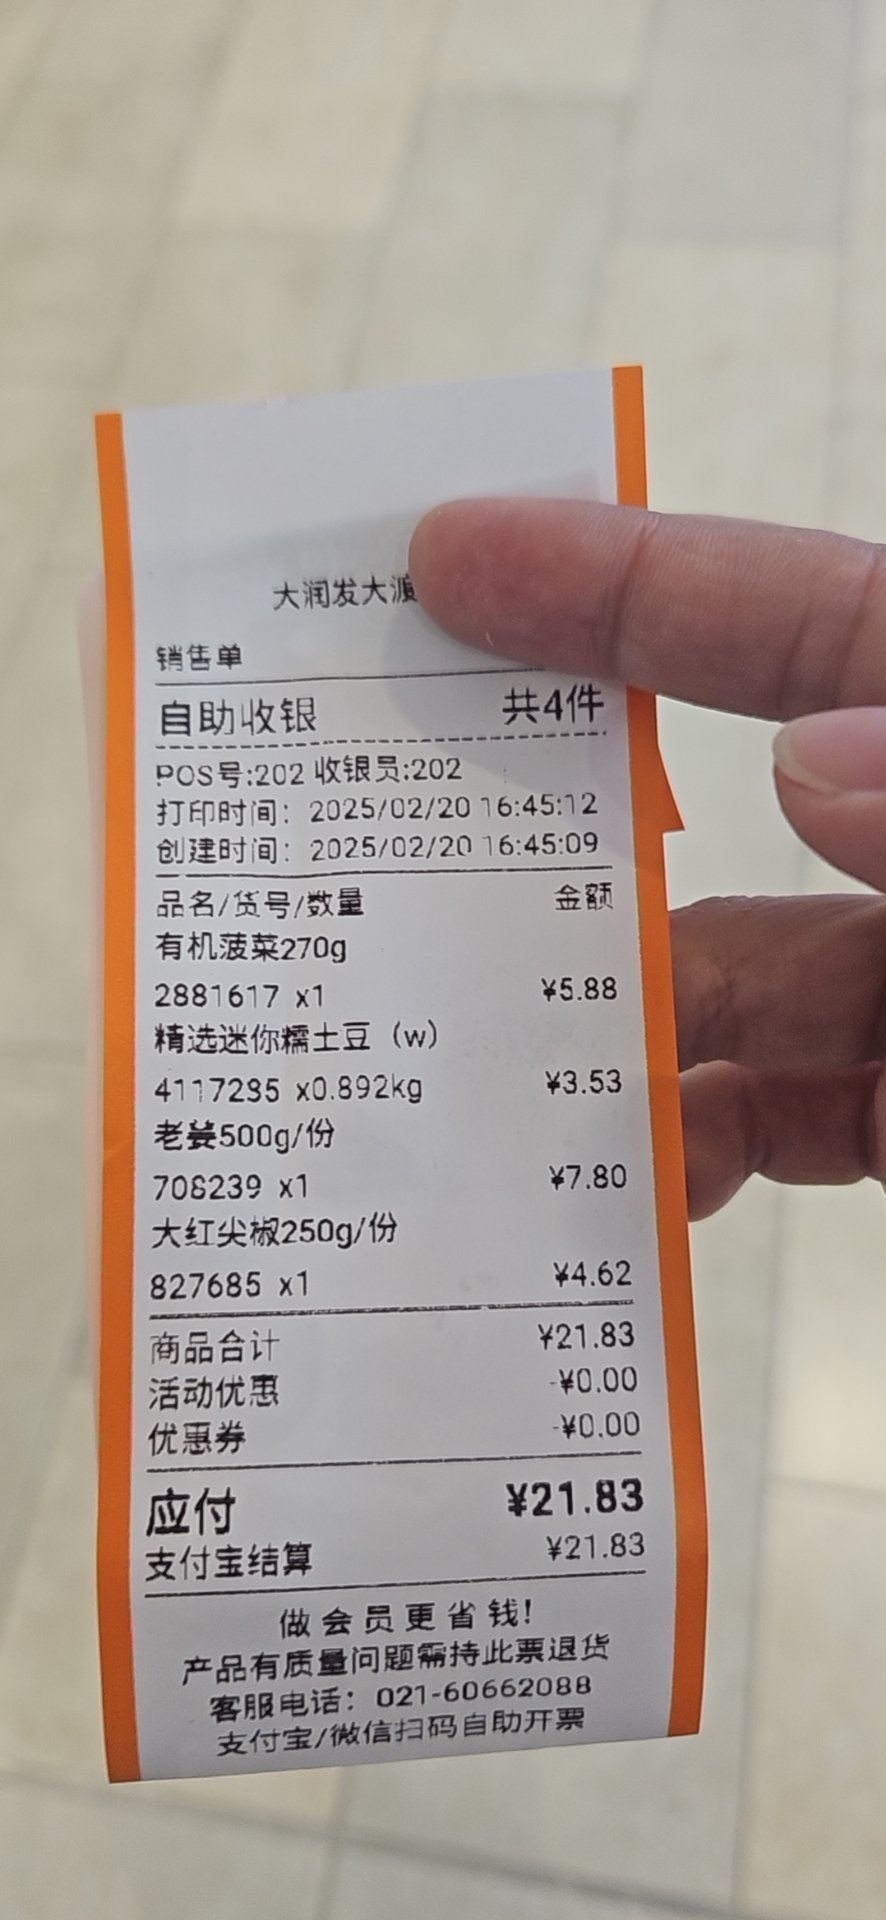 大润发大渡
销售单
自助收银 共4件
POS号:202 收银员:202
打印时间：2025/02/20 16:45:12
创建时间：2025/02/20 16:45:09
品名/货号/数量 金额
有机菠菜270g
2881617 x1 ¥5.88
精选迷你糯土豆（w）
4117235 x0.892kg ¥3.53
老姜500g/份
708239 x1 ¥7.80
大红尖椒250g/份
827685 x1 ¥4.62
商品合计 ¥21.83
活动优惠 -¥0.00
优惠券 -¥0.00
应付 ¥21.83
支付宝结算 ¥21.83
做会员更省钱!
产品有质量问题需持此票退货
客服电话：021-60662088
支付宝/微信扫码自助开票